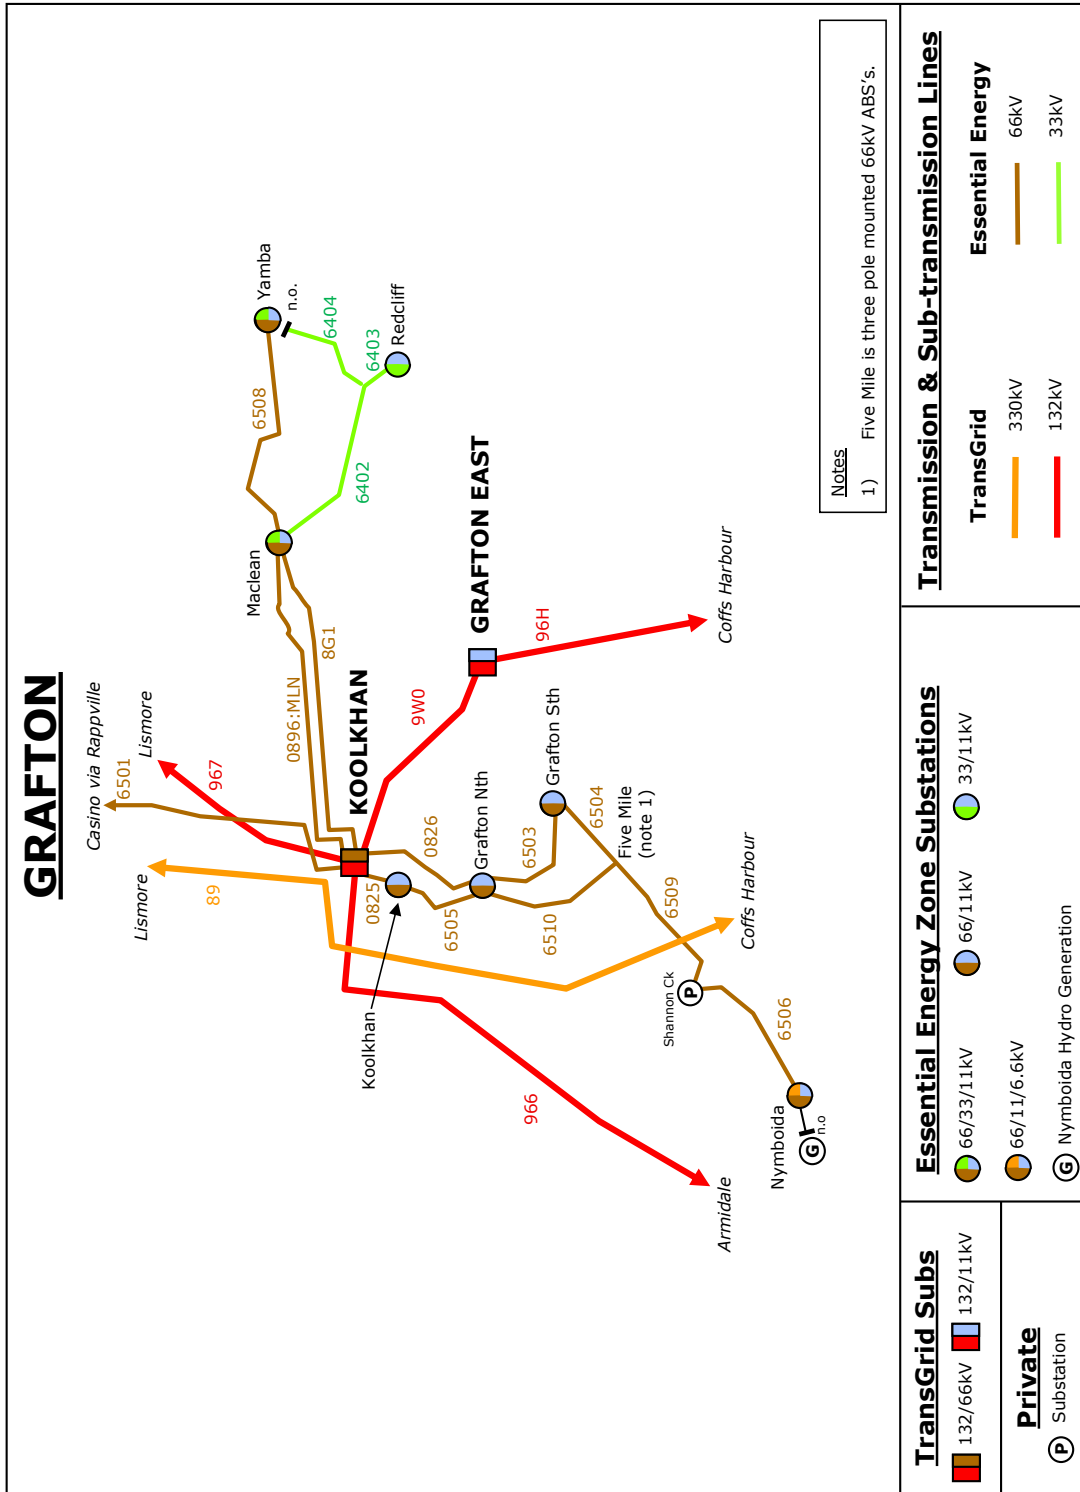 GRAFTON
Casino via Rappville
6501
Lismore
967
Lismore
89
0896:MLN
8G1
Maclean
6508
Yamba
n.o.
6404
6403
Redcliff
6402
KOOLKHAN
GRAFTON EAST
9W0
96H
Coffs Harbour
0825
0826
Koolkhan
6505
Grafton Nth
6503
Grafton Sth
6504
Five Mile
(note 1)
6510
6509
Coffs Harbour
966
Armidale
Shannon Ck
P
6506
Nymboida
n.o
G
Notes
1) Five Mile is three pole mounted 66kV ABS's.
TransGrid Subs
132/66kV
132/11kV
Private
P Substation
Essential Energy Zone Substations
66/33/11kV
66/11kV
33/11kV
66/11/6.6kV
G Nymboida Hydro Generation
Transmission & Sub-transmission Lines
TransGrid
Essential Energy
330kV
66kV
132kV
33kV